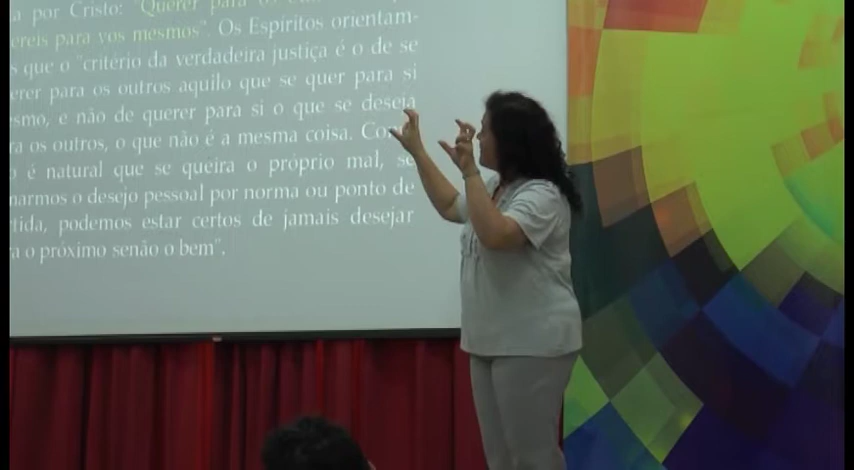 a por Cristo: "Querer para os
ereis para vos mesmos". Os Espíritos orientam-
s que o "critério da verdadeira justiça é o de se
erer para os outros aquilo que se quer para si
smo, e não de querer para si o que se deseja
ra os outros, o que não é a mesma coisa. Co
o é natural que se queira o próprio mal, se
marmos o desejo pessoal por norma ou ponto de
tida, podemos estar certos de jamais desejar
a o próximo senão o bem".